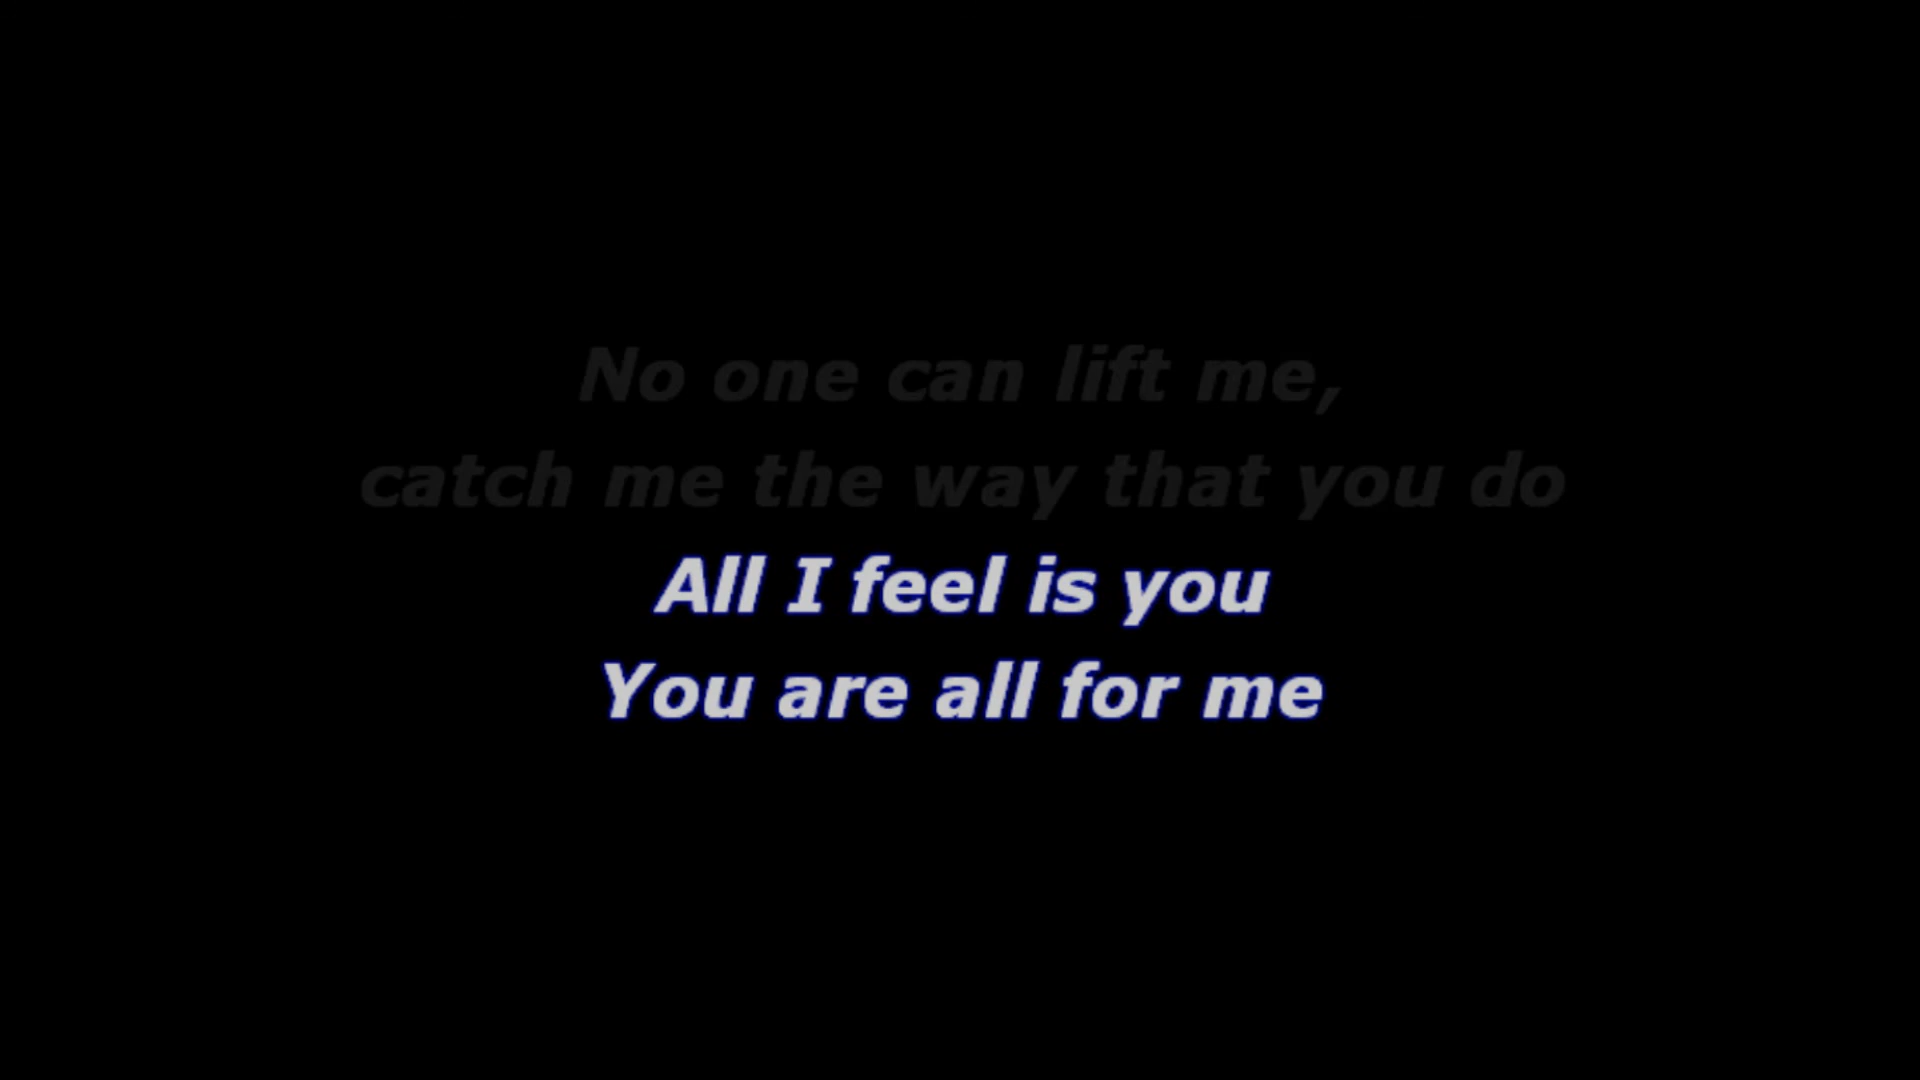 No one can lift me,
catch me the way that you do
All I feel is you
You are all for me